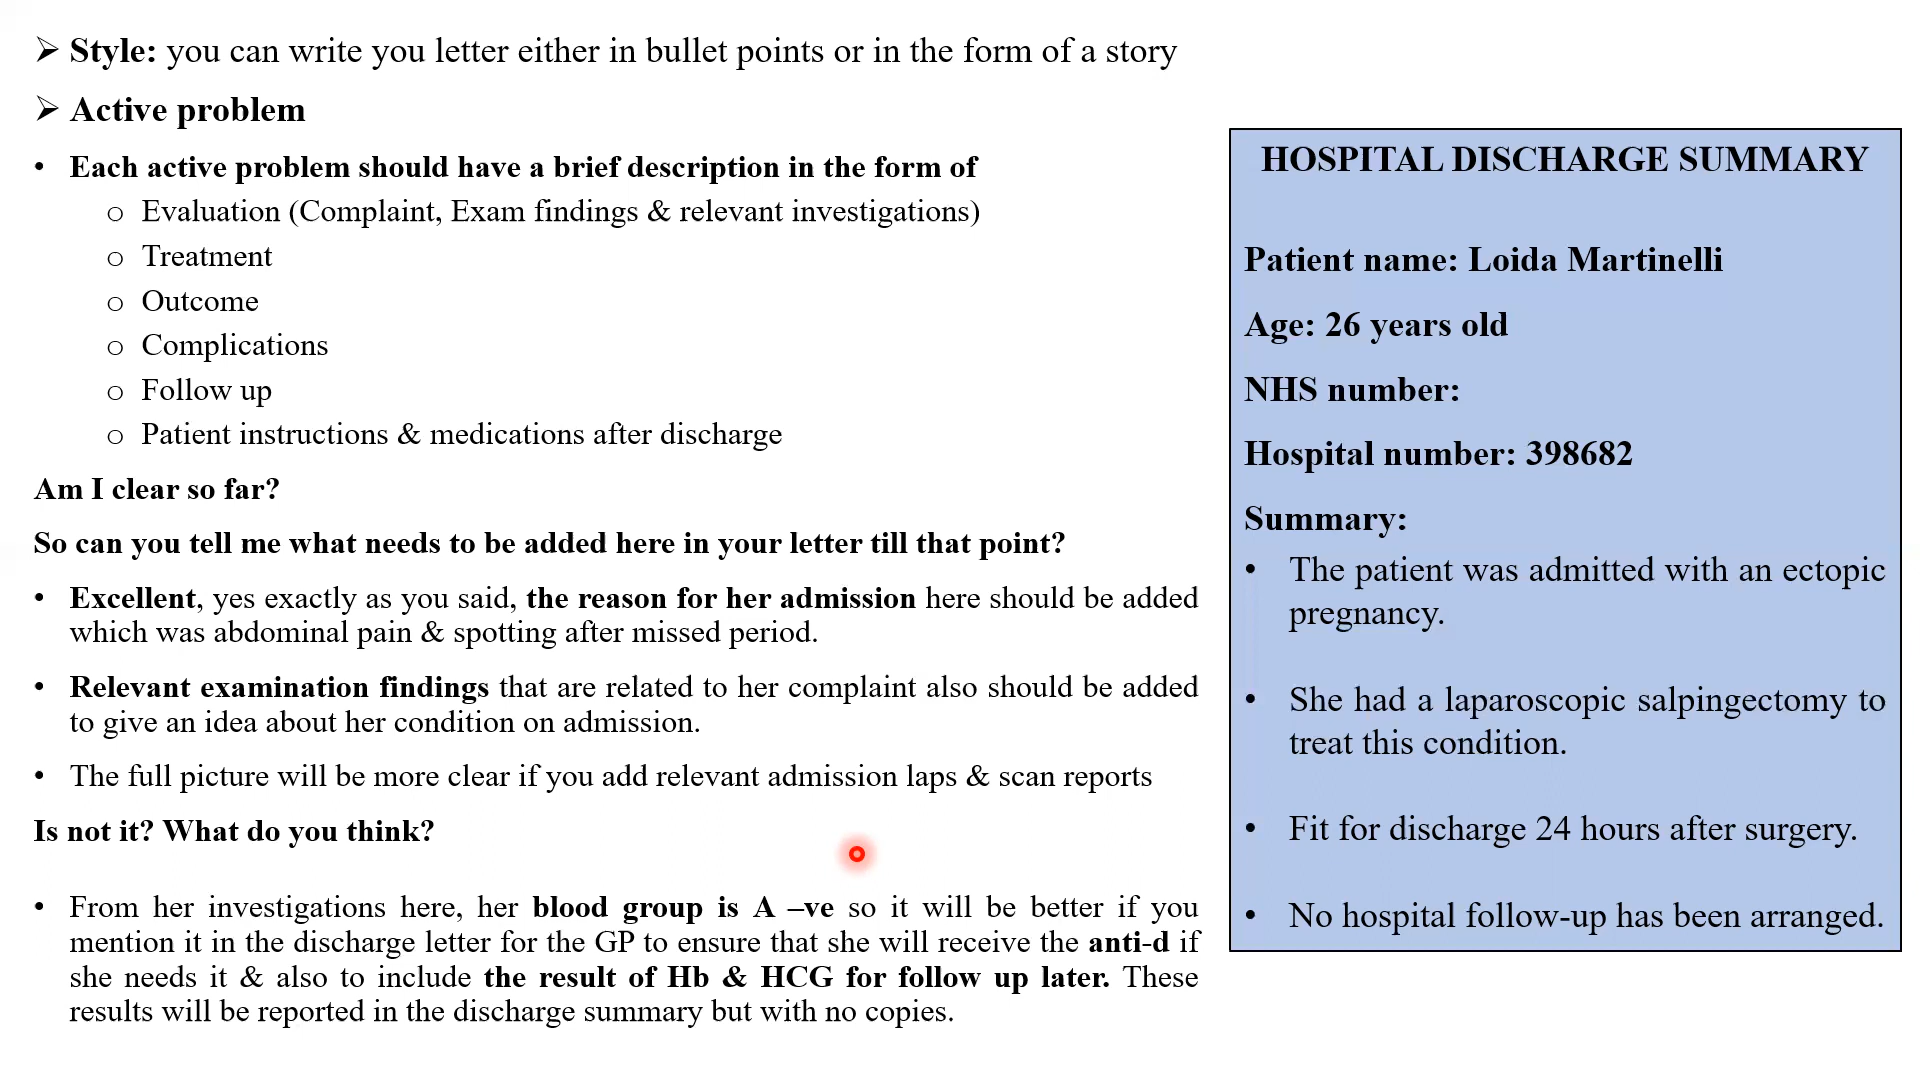 ➢ Style: you can write you letter either in bullet points or in the form of a story
➢ Active problem
• Each active problem should have a brief description in the form of
o Evaluation (Complaint, Exam findings & relevant investigations)
o Treatment
o Outcome
o Complications
o Follow up
o Patient instructions & medications after discharge
Am I clear so far?
So can you tell me what needs to be added here in your letter till that point?
• Excellent, yes exactly as you said, the reason for her admission here should be added
which was abdominal pain & spotting after missed period.
• Relevant examination findings that are related to her complaint also should be added
to give an idea about her condition on admission.
• The full picture will be more clear if you add relevant admission laps & scan reports
Is not it? What do you think?
• From her investigations here, her blood group is A –ve so it will be better if you
mention it in the discharge letter for the GP to ensure that she will receive the anti-d if
she needs it & also to include the result of Hb & HCG for follow up later. These
results will be reported in the discharge summary but with no copies.
HOSPITAL DISCHARGE SUMMARY
Patient name: Loida Martinelli
Age: 26 years old
NHS number:
Hospital number: 398682
Summary:
• The patient was admitted with an ectopic
pregnancy.
• She had a laparoscopic salpingectomy to
treat this condition.
• Fit for discharge 24 hours after surgery.
• No hospital follow-up has been arranged.